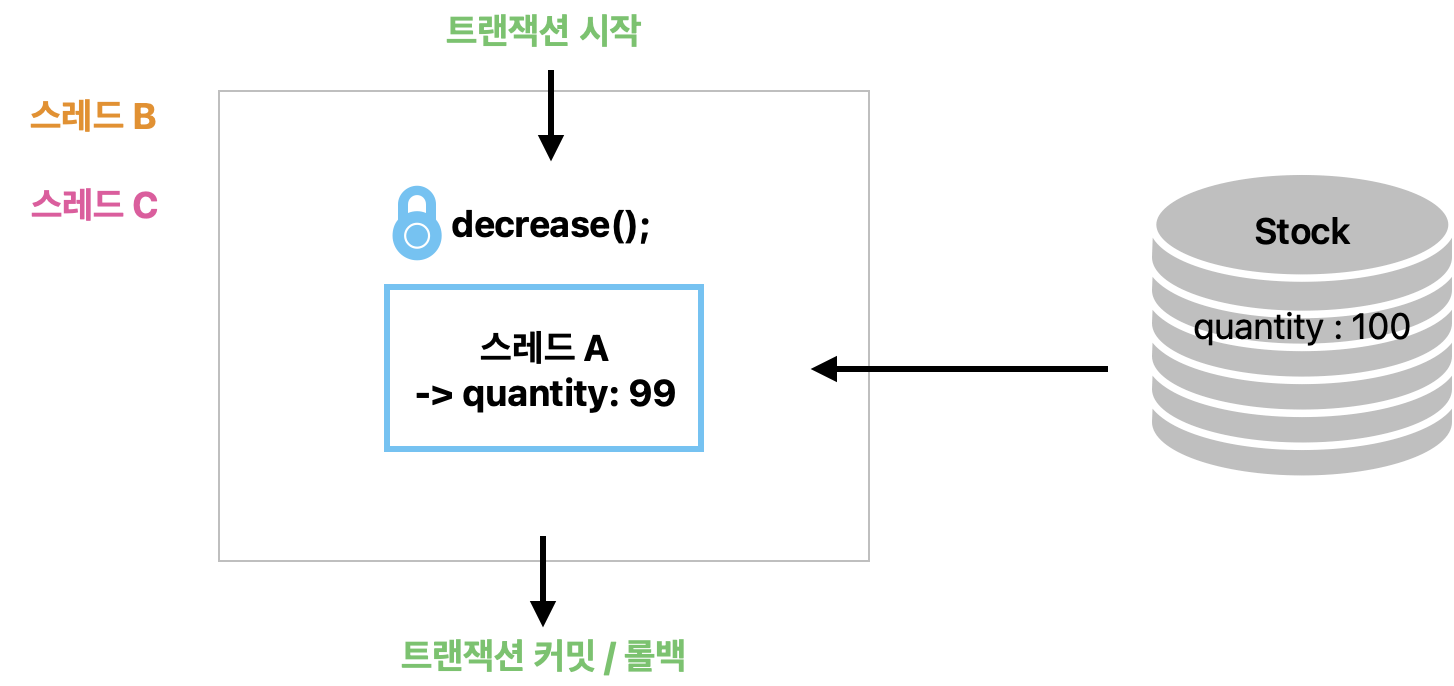 트랜잭션 시작
스레드 B
스레드 C
decrease();
스레드 A
-> quantity: 99
Stock
quantity : 100
트랜잭션 커밋 / 롤백